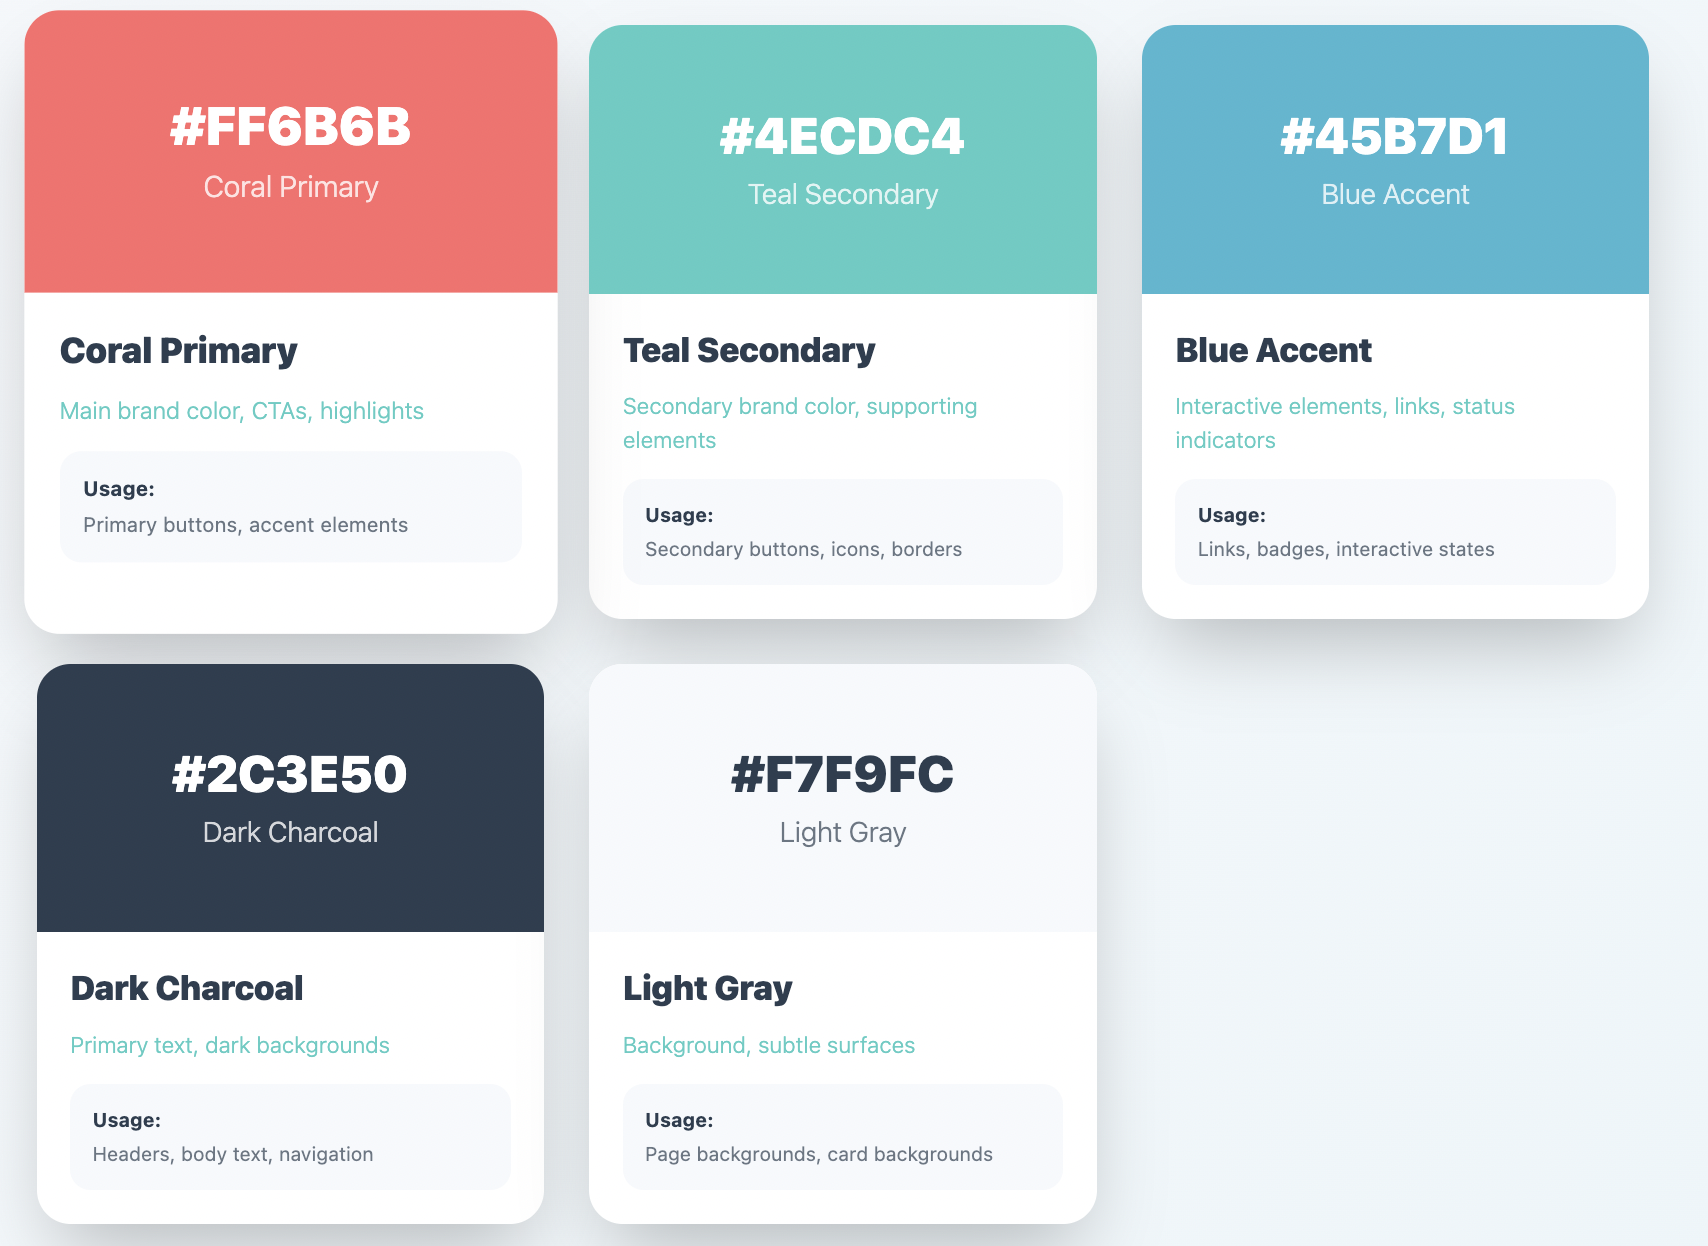 #FF6B6B
Coral Primary
Coral Primary
Main brand color, CTAs, highlights
Usage:
Primary buttons, accent elements
#4ECDC4
Teal Secondary
Teal Secondary
Secondary brand color, supporting
elements
Usage:
Secondary buttons, icons, borders
#45B7D1
Blue Accent
Blue Accent
Interactive elements, links, status
indicators
Usage:
Links, badges, interactive states
#2C3E50
Dark Charcoal
Dark Charcoal
Primary text, dark backgrounds
Usage:
Headers, body text, navigation
#F7F9FC
Light Gray
Light Gray
Background, subtle surfaces
Usage:
Page backgrounds, card backgrounds